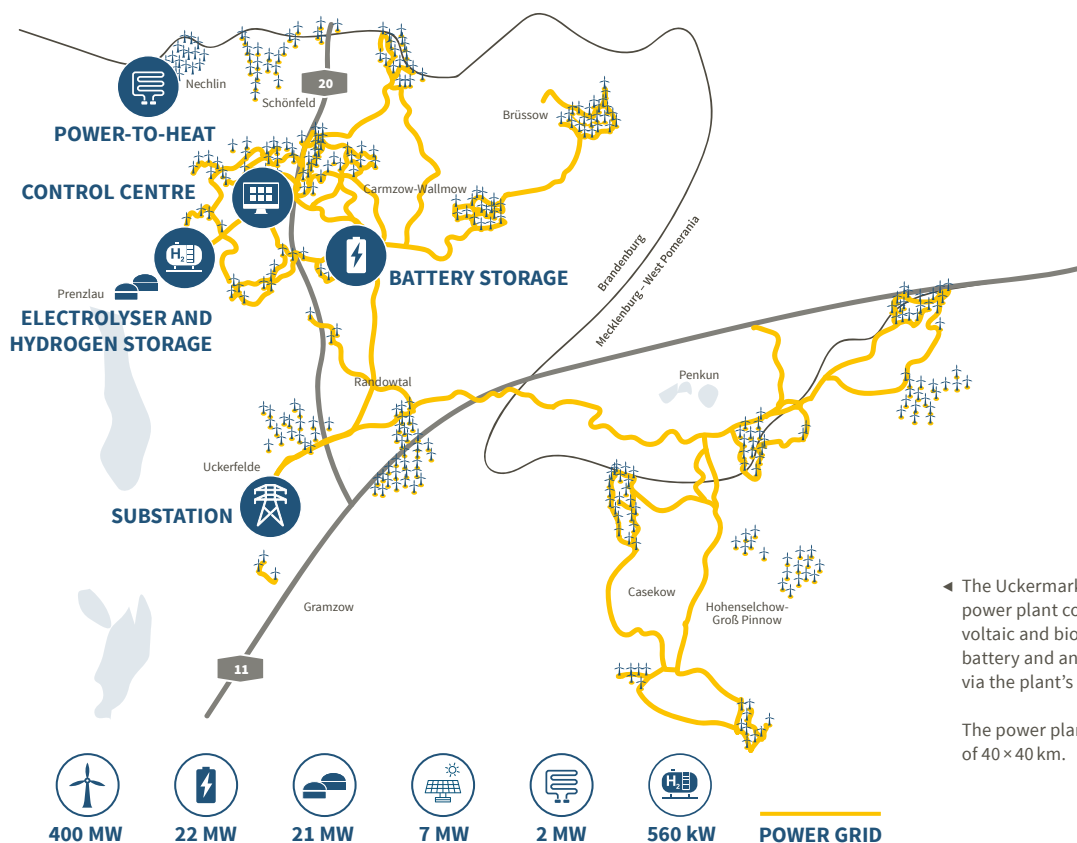 Nechlin
20
Schönfeld
POWER-TO-HEAT
Brüssow
CONTROL CENTRE
Carmzow-Wallmow
H₂
BATTERY STORAGE
Brandenburg
Mecklenburg – West Pomerania
Prenzlau
ELECTROLYSER AND
HYDROGEN STORAGE
Randowtal
Penkun
Uckerfelde
SUBSTATION
Gramzow
Casekow
Hohenselchow-
Groß Pinnow
11
◄ The Uckermark
power plant co
voltaic and bio
battery and an
via the plant’s
The power plan
of 40 × 40 km.
H₂
400 MW
22 MW
21 MW
7 MW
2 MW
560 kW
POWER GRID